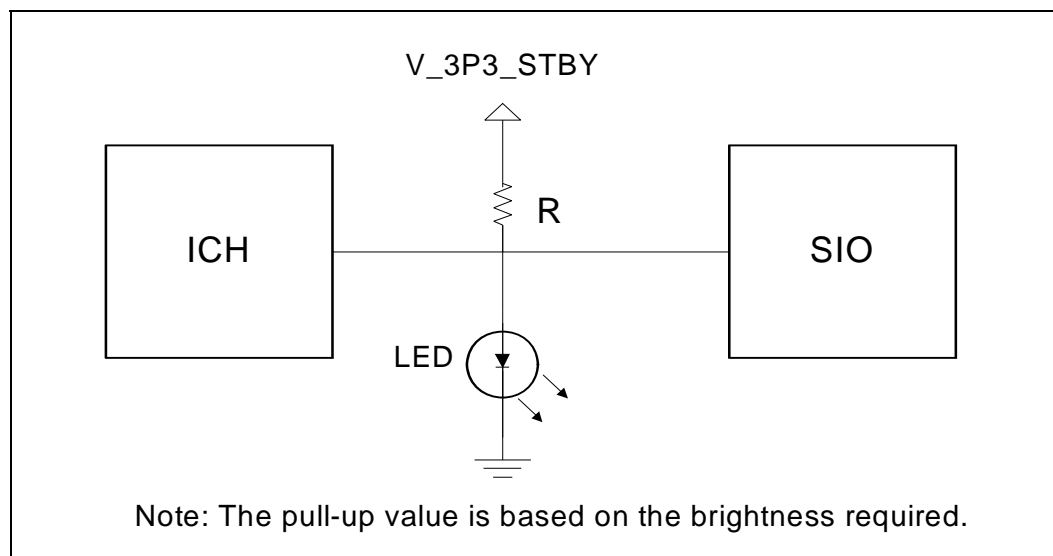 V_3P3_STBY
R
ICH
SIO
LED
Note: The pull-up value is based on the brightness required.